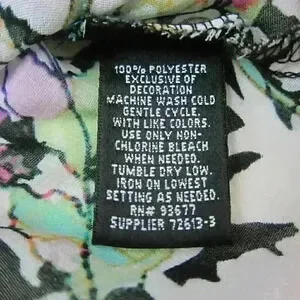 100% POLYESTER
EXCLUSIVE OF
DECORATION
MACHINE WASH COLD
GENTLE CYCLE.
WITH LIKE COLORS.
USE ONLY NON-
CHLORINE BLEACH
WHEN NEEDED.
TUMBLE DRY LOW.
IRON ON LOWEST
SETTING AS NEEDED.
RN# 93677
SUPPLIER 72613-3